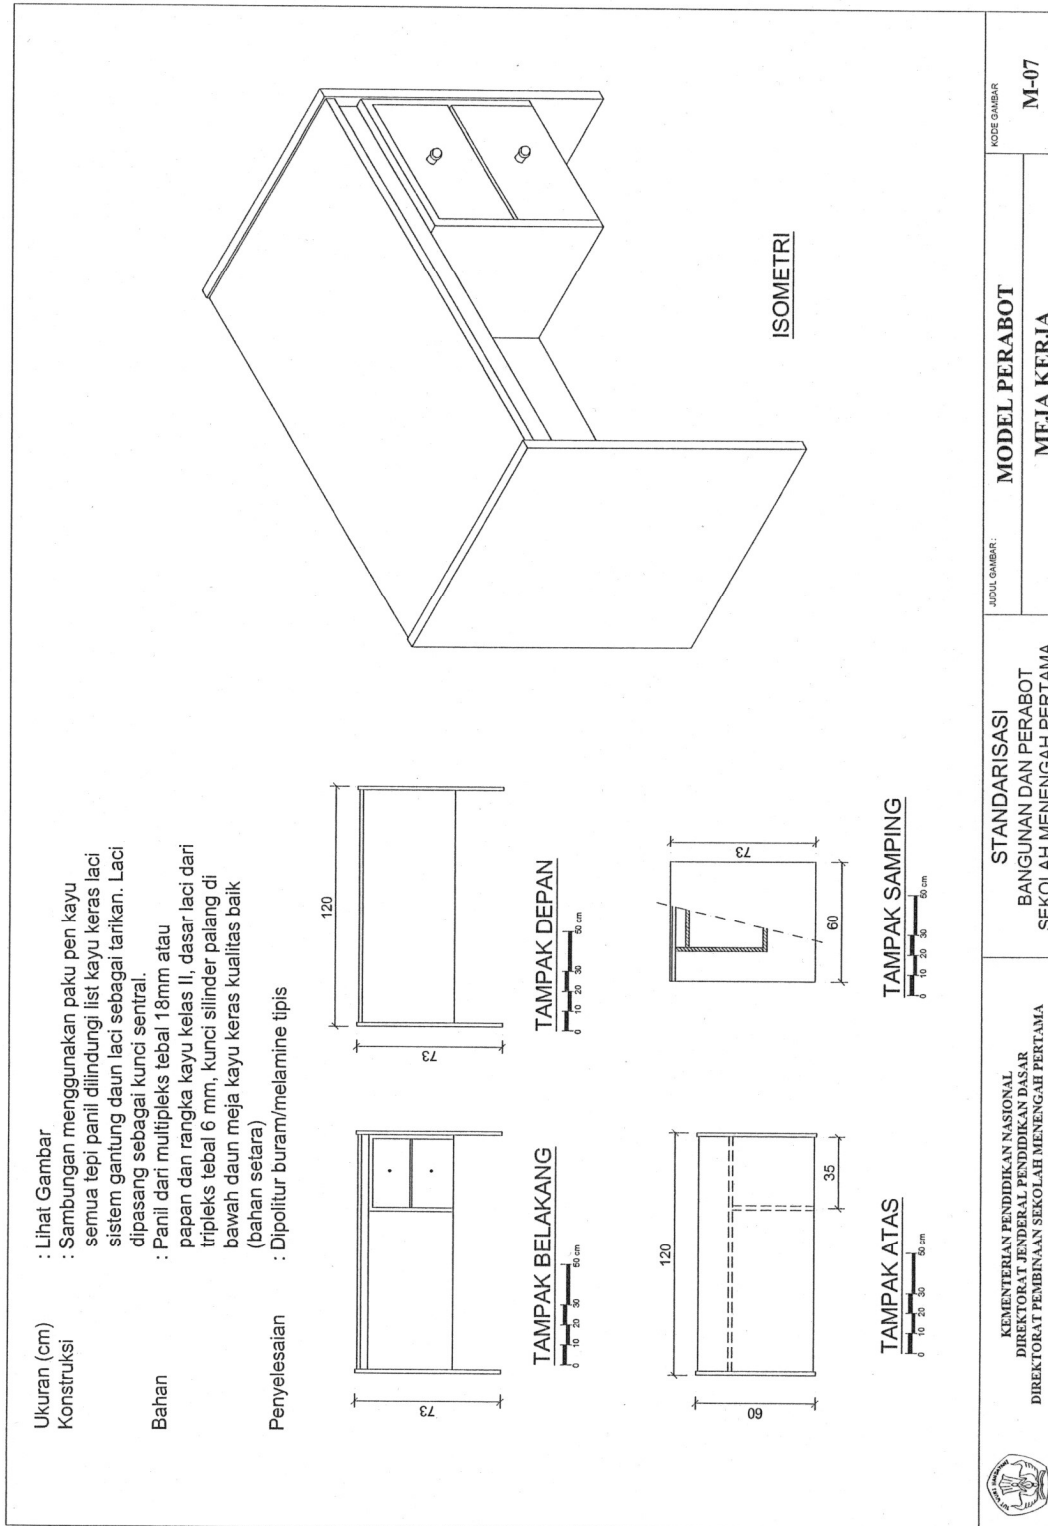 Ukuran (cm) : Lihat Gambar
Konstruksi : Sambungan menggunakan paku pen kayu
semua tepi panil dilindungi list kayu keras laci
sistem gantung daun laci sebagai tarikan. Laci
dipasang sebagai kunci sentral.
Bahan : Panil dari multipleks tebal 18mm atau
papan dan rangka kayu kelas II, dasar laci dari
tripleks tebal 6 mm, kunci silinder palang di
bawah daun meja kayu keras kualitas baik
(bahan setara)
Penyelesaian : Dipolitur buram/melamine tipis
73
TAMPAK BELAKANG
0 10 20 30 50 cm
120
73
TAMPAK DEPAN
0 10 20 30 50 cm
120
60
35
TAMPAK ATAS
0 10 20 30 50 cm
73
60
TAMPAK SAMPING
0 10 20 30 50 cm
ISOMETRI
KEMENTERIAN PENDIDIKAN NASIONAL
DIREKTORAT JENDERAL PENDIDIKAN DASAR
DIREKTORAT PEMBINAAN SEKOLAH MENENGAH PERTAMA
STANDARISASI
BANGUNAN DAN PERABOT
SEKOLAH MENENGAH PERTAMA
JUDUL GAMBAR :
MODEL PERABOT
MEJA KERJA
KODE GAMBAR
M-07